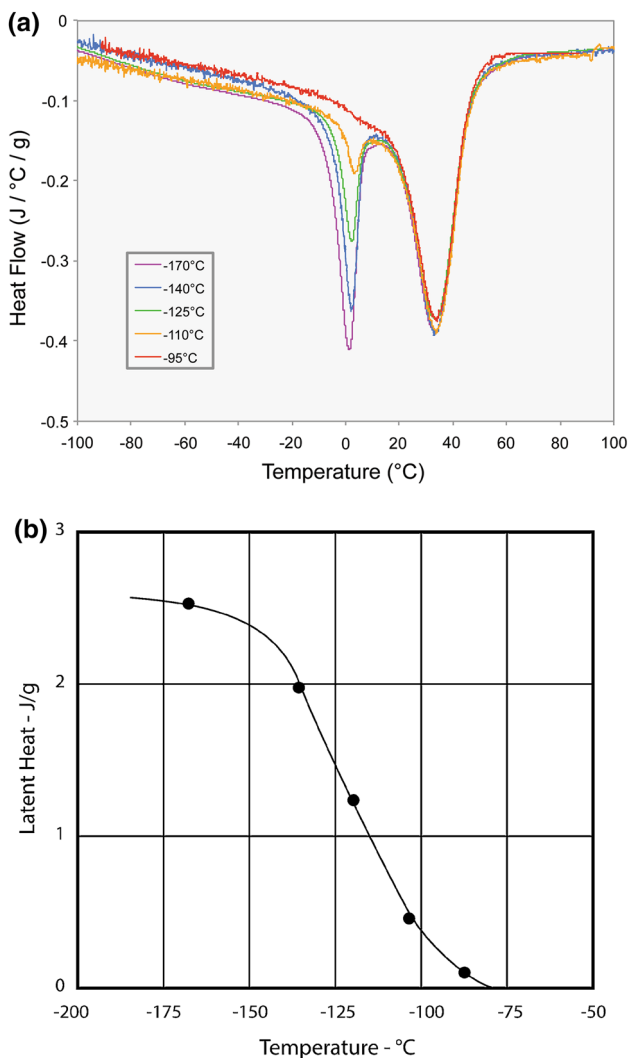 (a)
0
-0.1
-0.2
-0.3
-0.4
-0.5
Heat Flow (J / °C / g)
-170°C
-140°C
-125°C
-110°C
-95°C
-100 -80 -60 -40 -20 0 20 40 60 80 100
Temperature (°C)
(b)
3
2
1
0
Latent Heat - J/g
-200 -175 -150 -125 -100 -75 -50
Temperature - °C